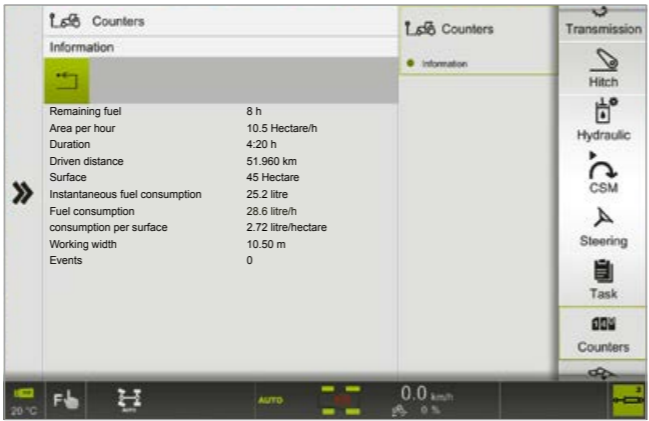 Counters
Information
Remaining fuel 8 h
Area per hour 10.5 Hectare/h
Duration 4:20 h
Driven distance 51.960 km
Surface 45 Hectare
Instantaneous fuel consumption 25.2 litre
Fuel consumption 28.6 litre/h
consumption per surface 2.72 litre/hectare
Working width 10.50 m
Events 0
Counters
Information
Transmission
Hitch
Hydraulic
CSM
Steering
Task
Counters
20 °C
F
AUTO
AUTO
0.0 km/h
0 %
2